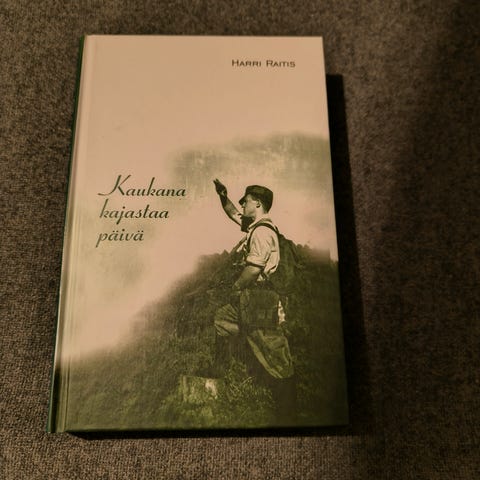 HARRI RAITIS
Kaukana
kajastaa
päivä